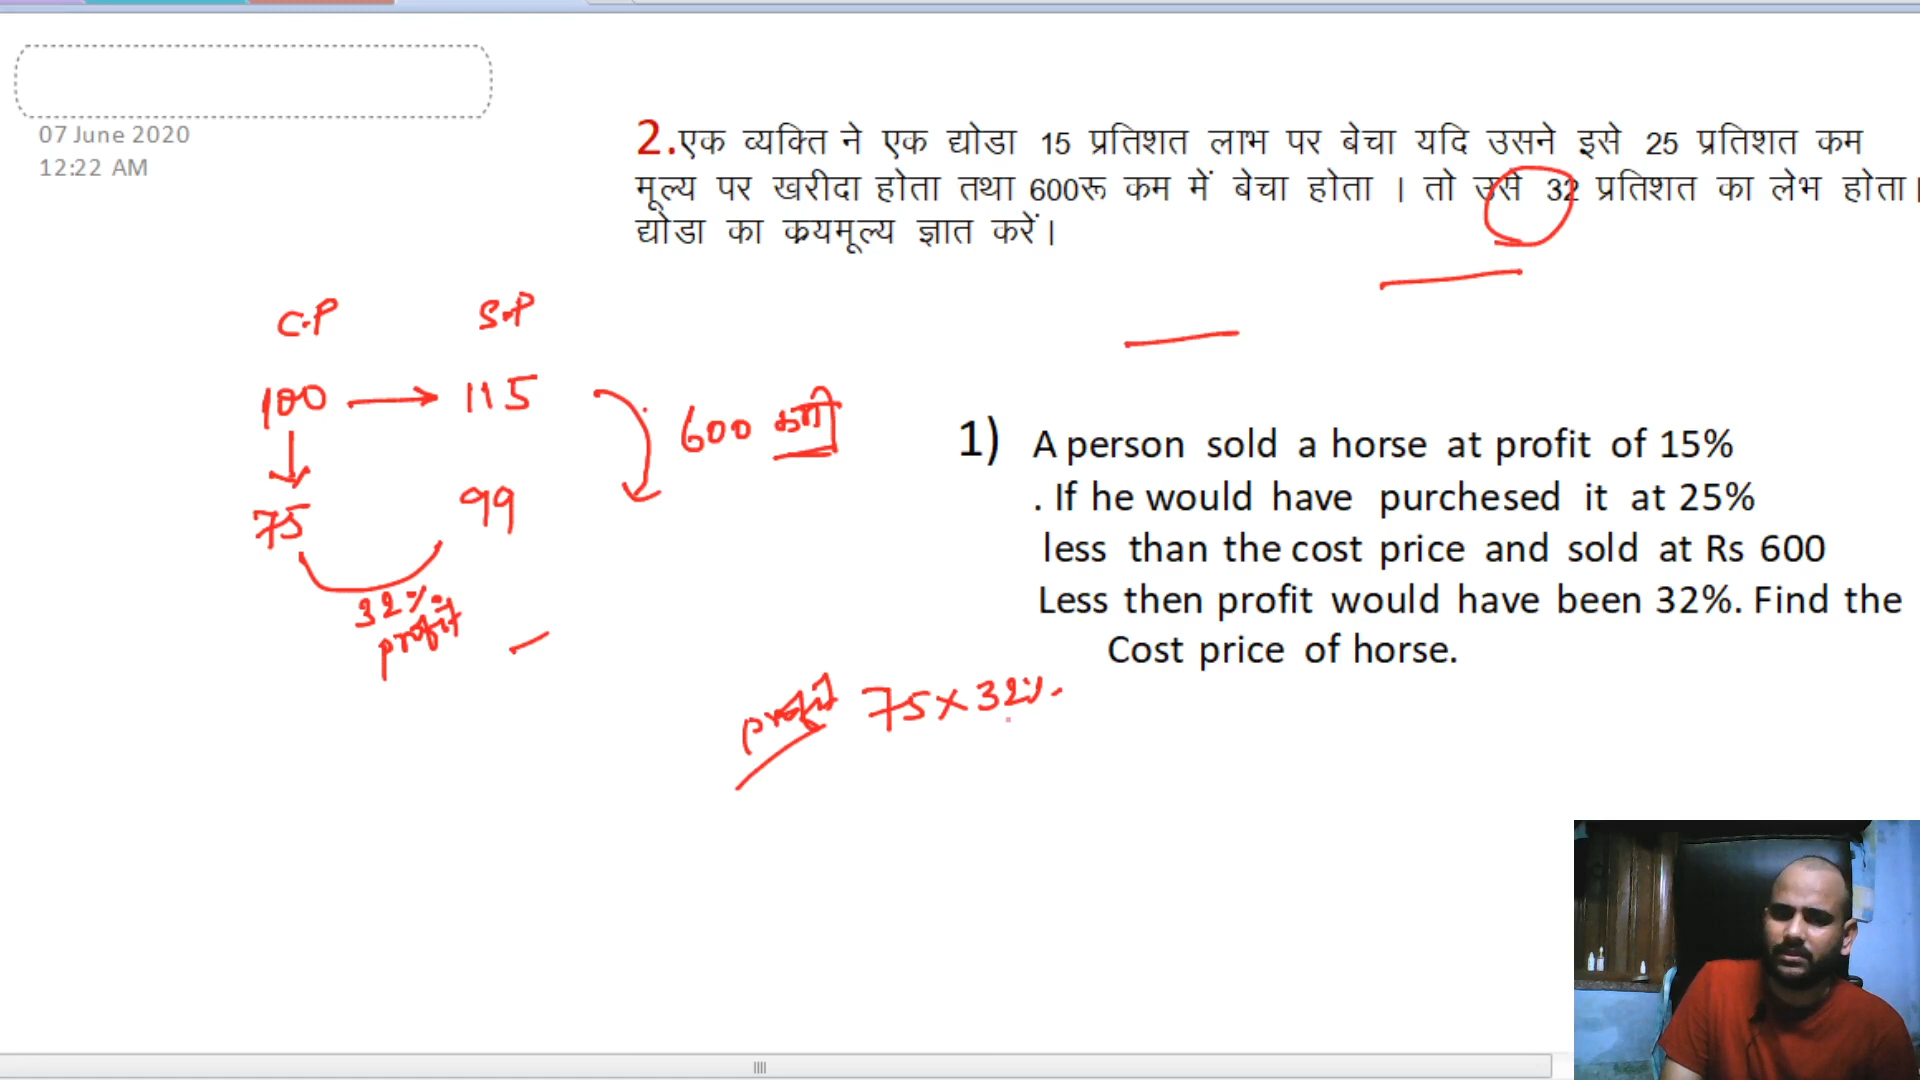 07 June 2020
12:22 AM
2.एक व्यक्ति ने एक द्योडा 15 प्रतिशत लाभ पर बेचा यदि उसने इसे 25 प्रतिशत कम
मूल्य पर खरीदा होता तथा 600रू कम में बेचा होता । तो उसे 32 प्रतिशत का लेभ होता।
द्योडा का क्रयमूल्य ज्ञात करें।
C.P S.P
100 → 115
600 कमी
75 99
32%
profit
1) A person sold a horse at profit of 15%
. If he would have purchesed it at 25%
less than the cost price and sold at Rs 600
Less then profit would have been 32%. Find the
Cost price of horse.
profit 75×32%